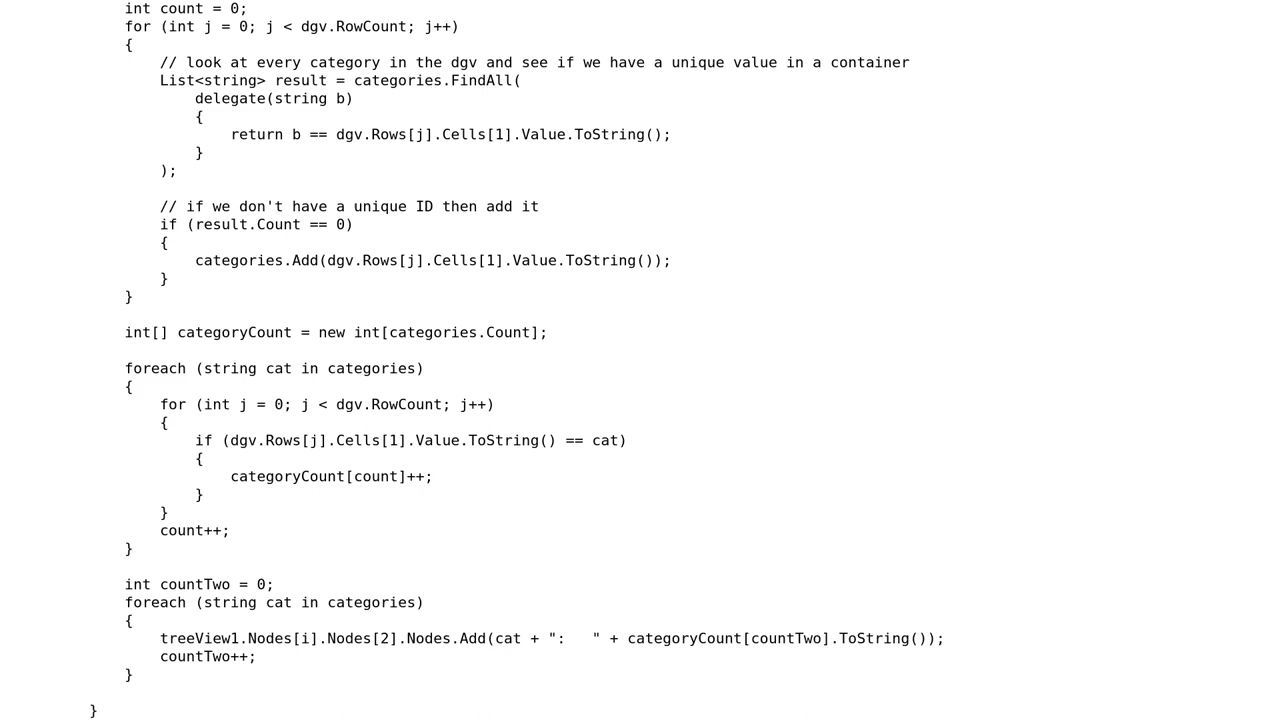 int count = 0;
for (int j = 0; j < dgv.RowCount; j++)
{
    // look at every category in the dgv and see if we have a unique value in a container
    List<string> result = categories.FindAll(
        delegate(string b)
        {
            return b == dgv.Rows[j].Cells[1].Value.ToString();
        }
    );

    // if we don't have a unique ID then add it
    if (result.Count == 0)
    {
        categories.Add(dgv.Rows[j].Cells[1].Value.ToString());
    }
}

int[] categoryCount = new int[categories.Count];

foreach (string cat in categories)
{
    for (int j = 0; j < dgv.RowCount; j++)
    {
        if (dgv.Rows[j].Cells[1].Value.ToString() == cat)
        {
            categoryCount[count]++;
        }
    }
    count++;
}

int countTwo = 0;
foreach (string cat in categories)
{
    treeView1.Nodes[i].Nodes[2].Nodes.Add(cat + ":   " + categoryCount[countTwo].ToString());
    countTwo++;
}

}